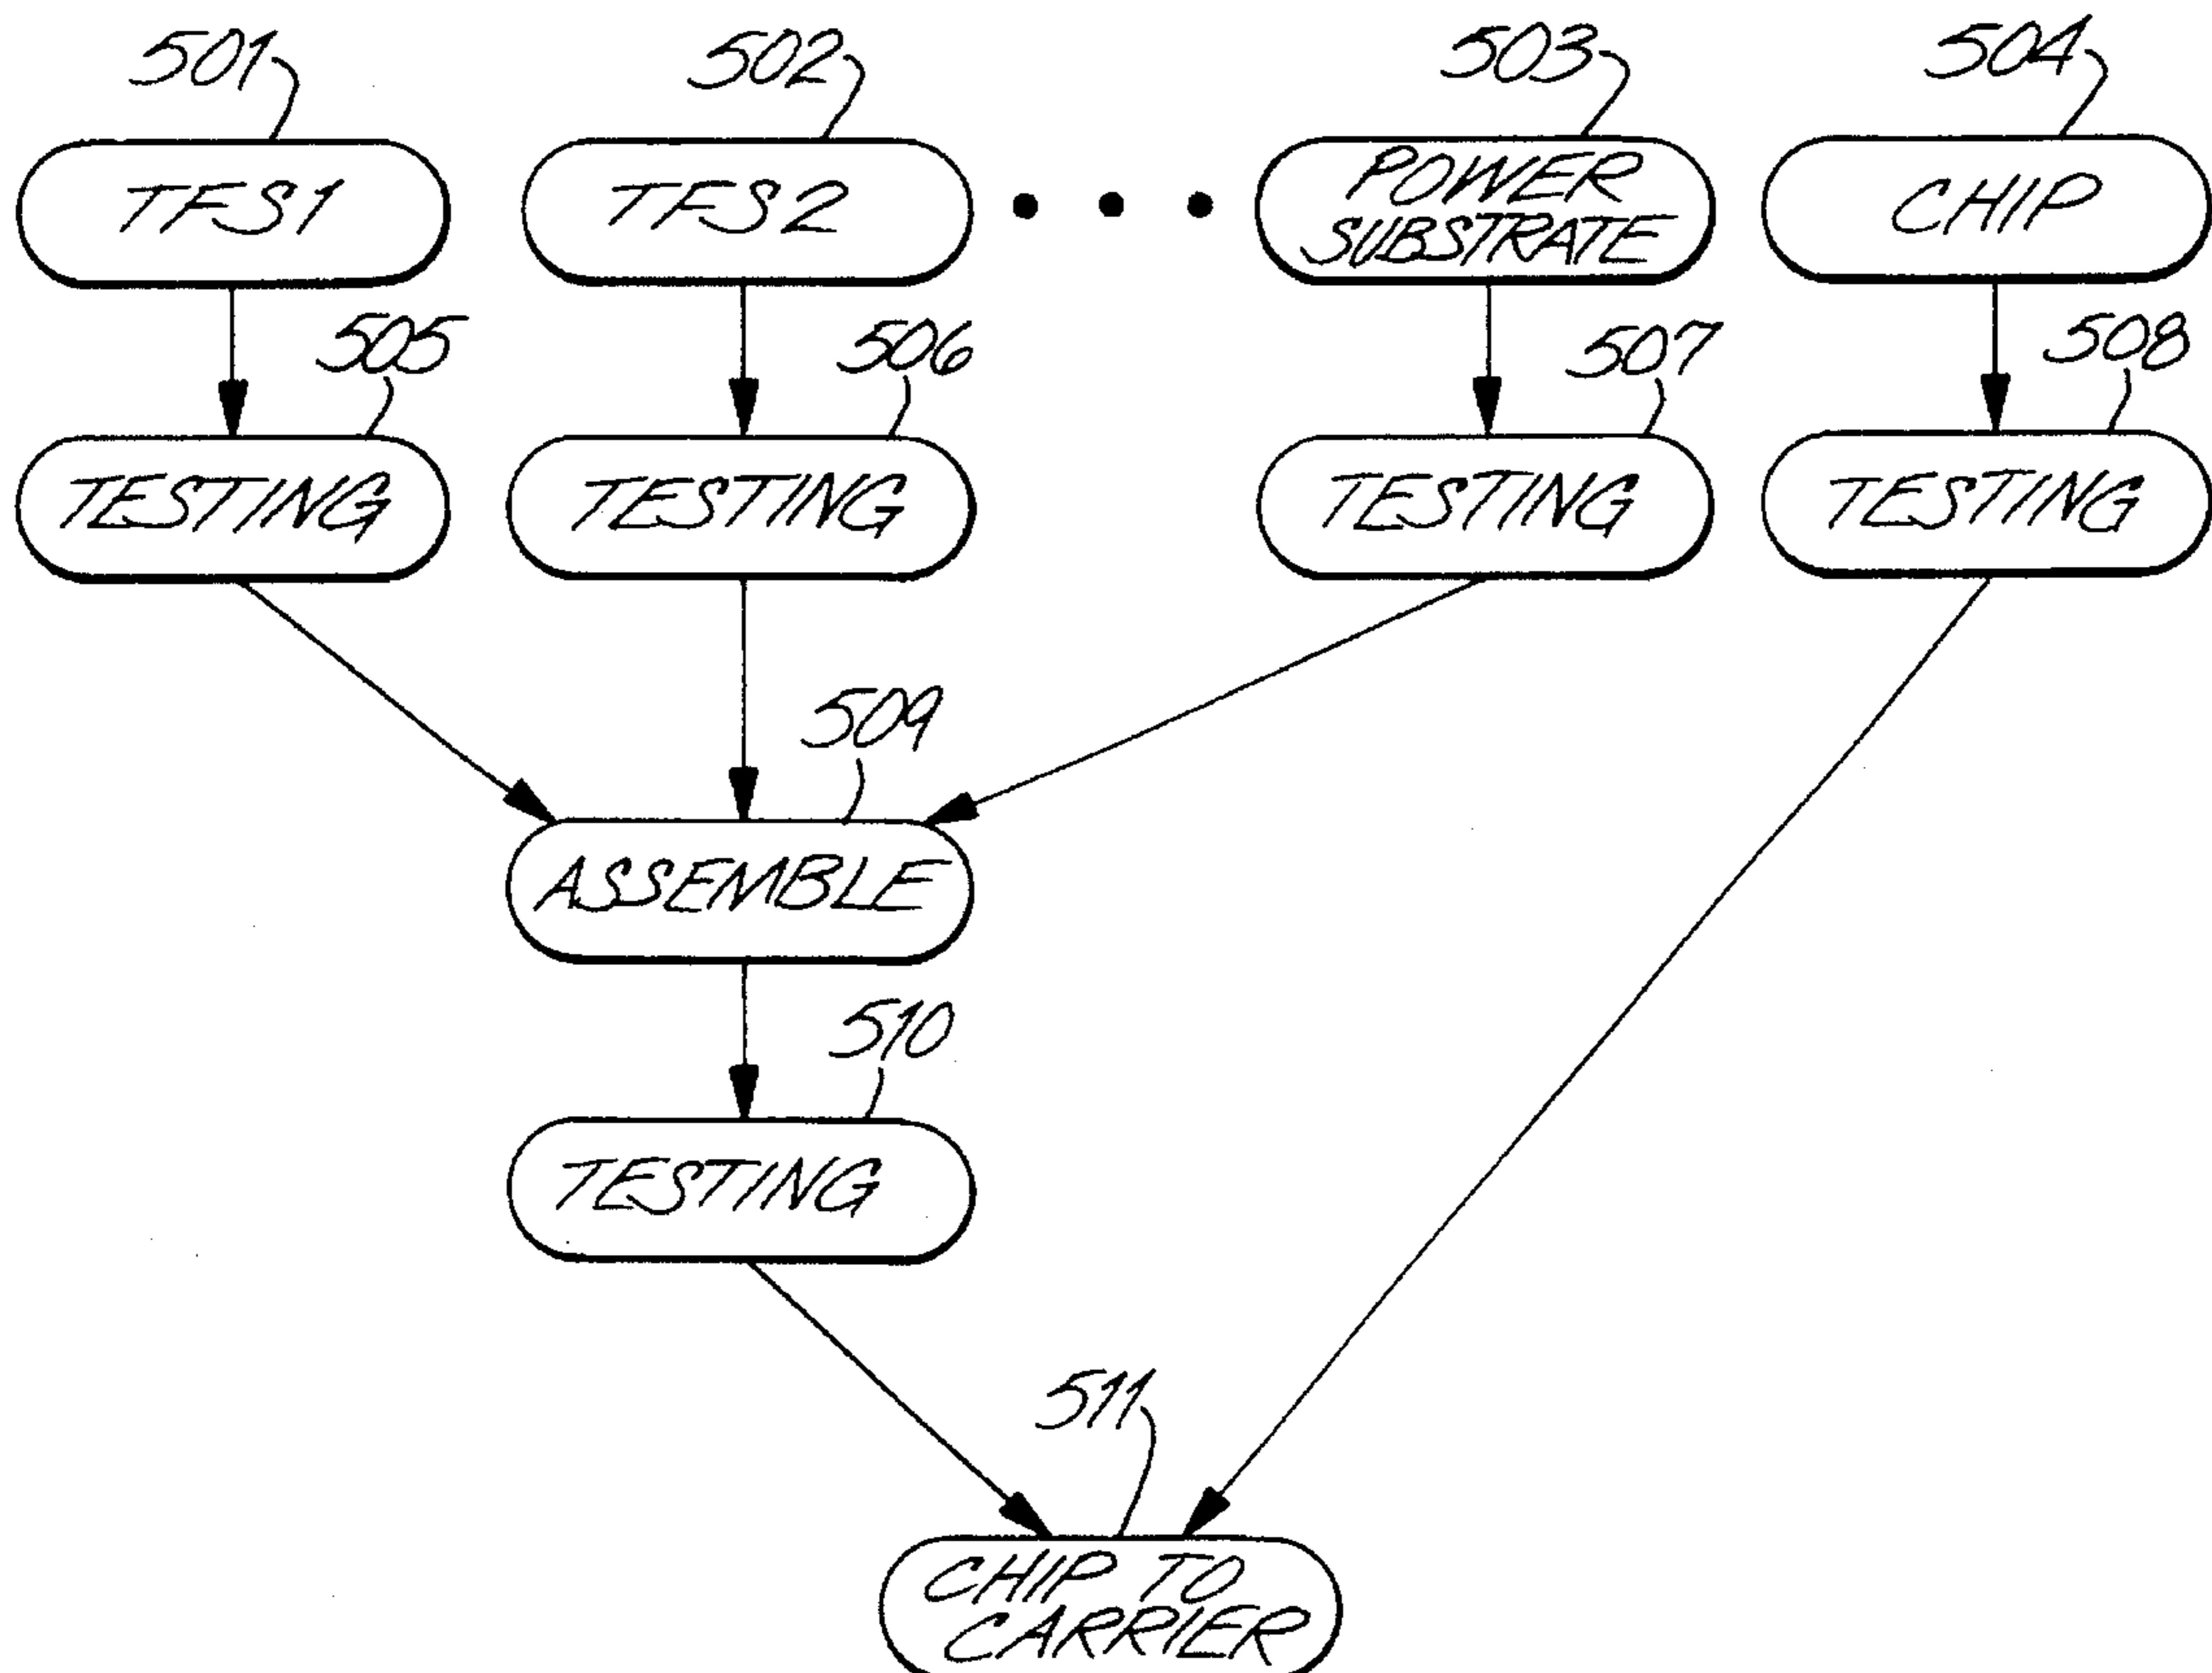 501
502
503
504
TFS1
TFS2
POWER
SUBSTRATE
CHIP
505
506
507
508
TESTING
TESTING
TESTING
TESTING
509
ASSEMBLE
510
TESTING
511
CHIP TO
CARRIER